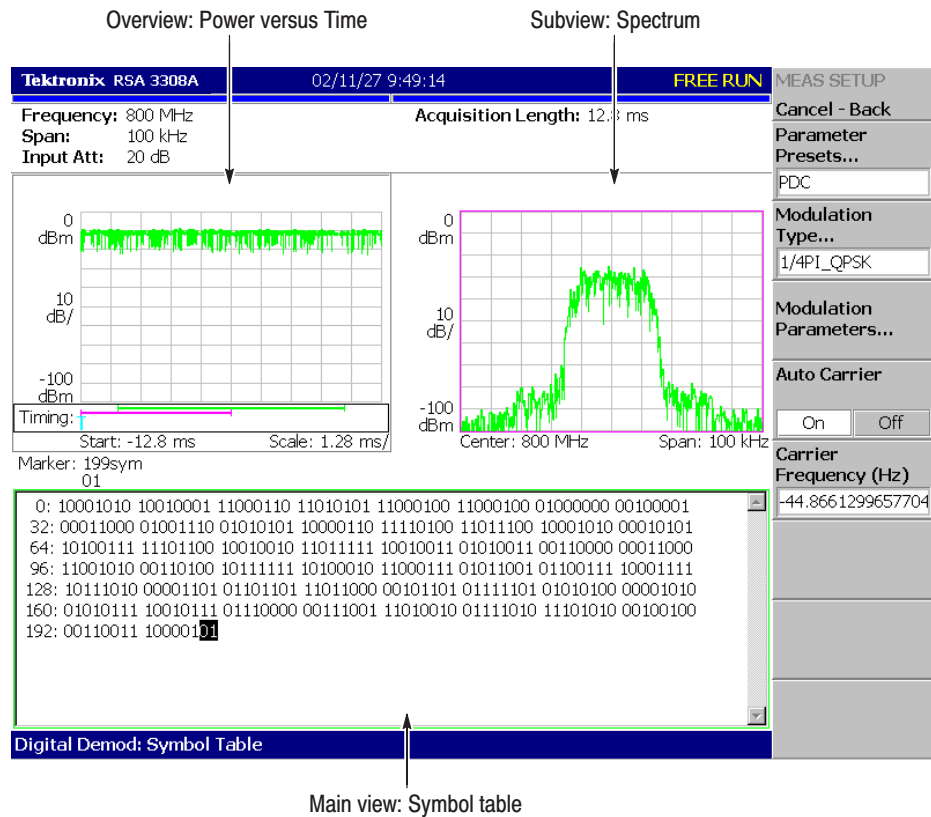 Overview: Power versus Time
Subview: Spectrum
Tektronix RSA 3308A 02/11/27 9:49:14 FREE RUN
MEAS SETUP
Cancel - Back
Frequency: 800 MHz
Acquisition Length: 12.8 ms
Span: 100 kHz
Input Att: 20 dB
Parameter
Presets...
PDC
Modulation
Type...
1/4PI_QPSK
Modulation
Parameters...
Auto Carrier
On Off
Carrier
Frequency (Hz)
-44.8661299657704
0
dBm
10
dB/
-100
dBm
Timing:
Start: -12.8 ms Scale: 1.28 ms/
0
dBm
10
dB/
-100
dBm
Center: 800 MHz Span: 100 kHz
Marker: 199sym
01
0: 10001010 10010001 11000110 11010101 11000100 11000100 01000000 00100001
32: 00011000 01001110 01010101 10000110 11110100 11011100 10001010 00010101
64: 10100111 11101100 10010010 11011111 10010011 01010011 00110000 00011000
96: 11001010 00110100 10111111 10100010 11000111 01011001 01100111 10001111
128: 10111010 00001101 01101101 11011000 00101101 01111101 01010100 00001010
160: 01010111 10010111 01110000 00111001 11010010 01111010 11101010 00100100
192: 00110011 10000101
Digital Demod: Symbol Table
Main view: Symbol table